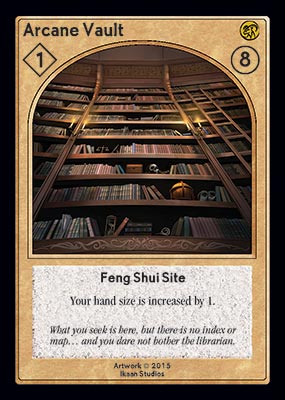 Arcane Vault
1
8
Feng Shui Site
Your hand size is increased by 1.
What you seek is here, but there is no index or
map... and you dare not bother the librarian.
Artwork © 2015
Ikaan Studios